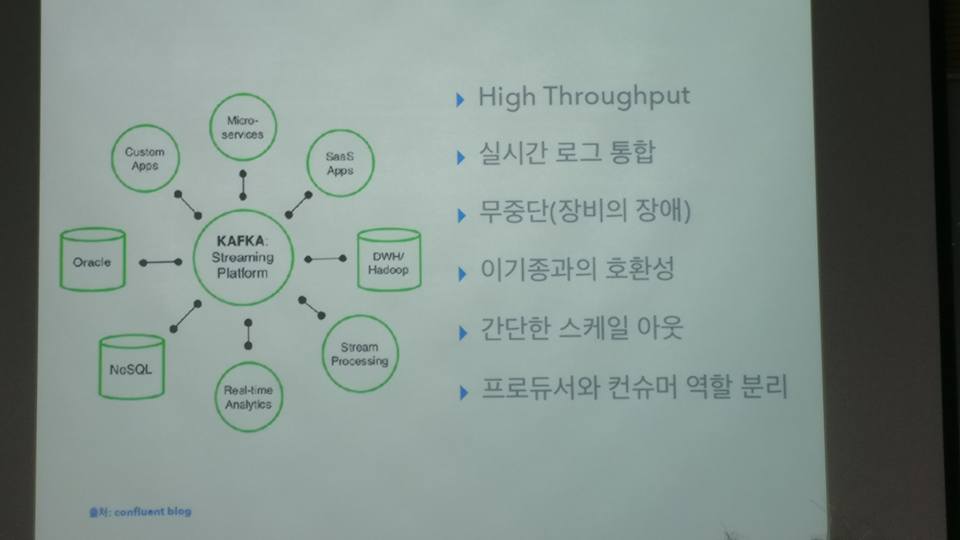 Micro-
services
Custom
Apps
SaaS
Apps
KAFKA:
Streaming
Platform
Oracle
DWH/
Hadoop
NoSQL
Stream
Processing
Real-time
Analytics
High Throughput
실시간 로그 통합
무중단(장비의 장애)
이기종과의 호환성
간단한 스케일 아웃
프로듀서와 컨슈머 역할 분리
출처: confluent blog